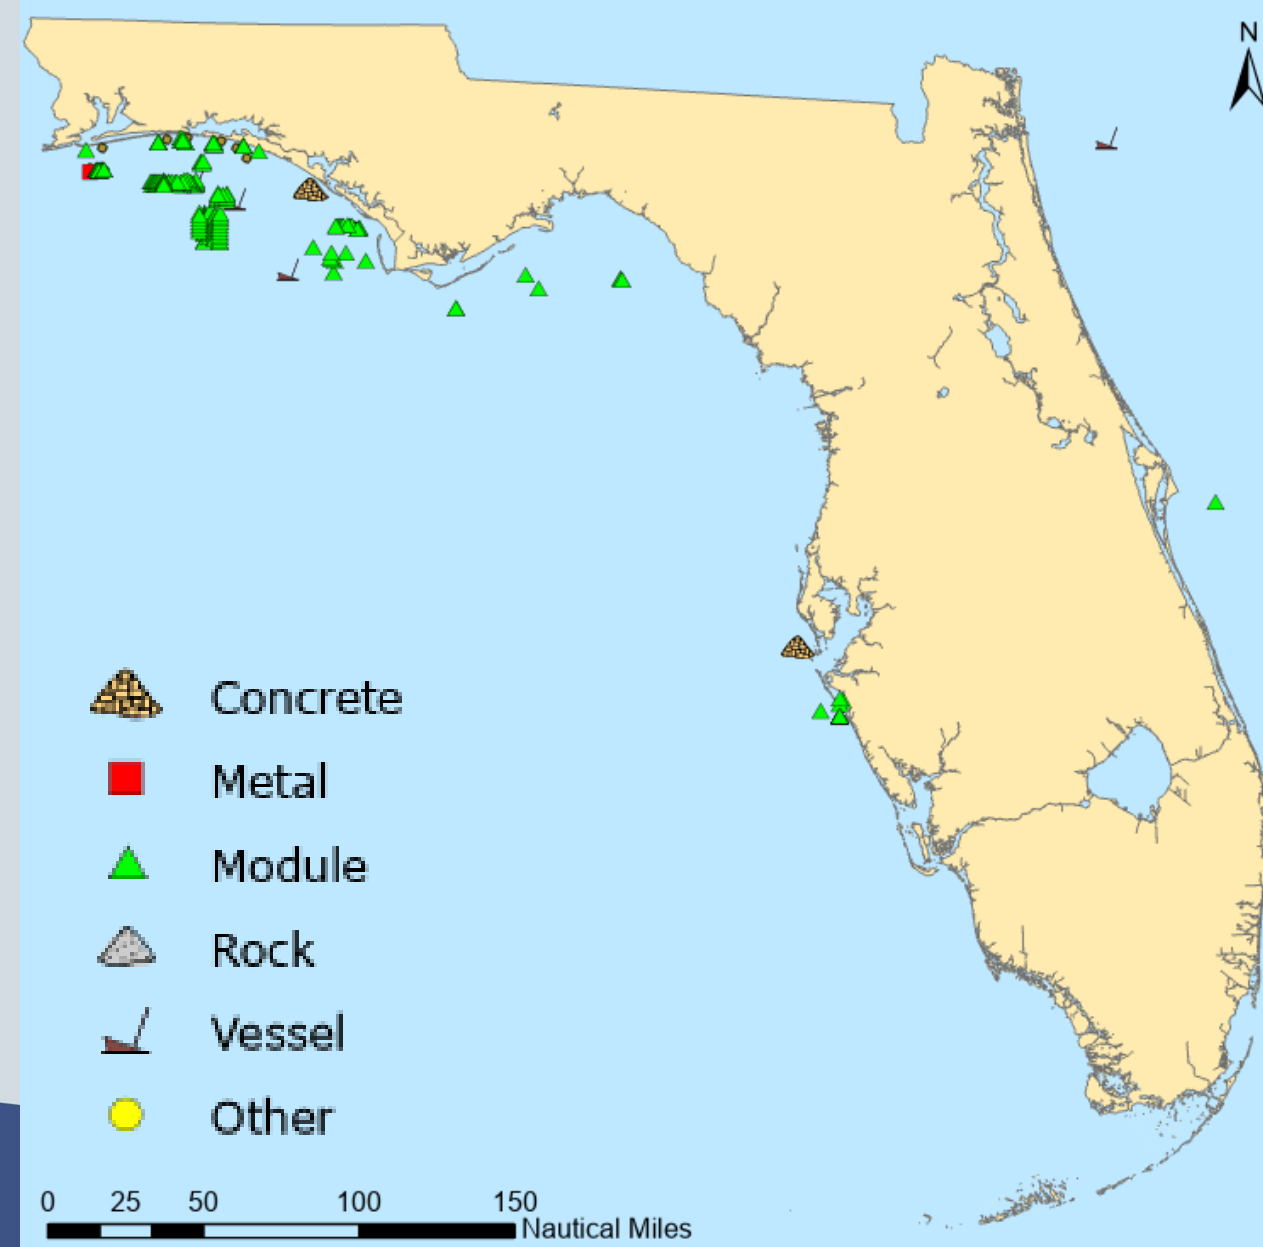 N
Concrete
Metal
Module
Rock
Vessel
Other
0 25 50 100 150
Nautical Miles